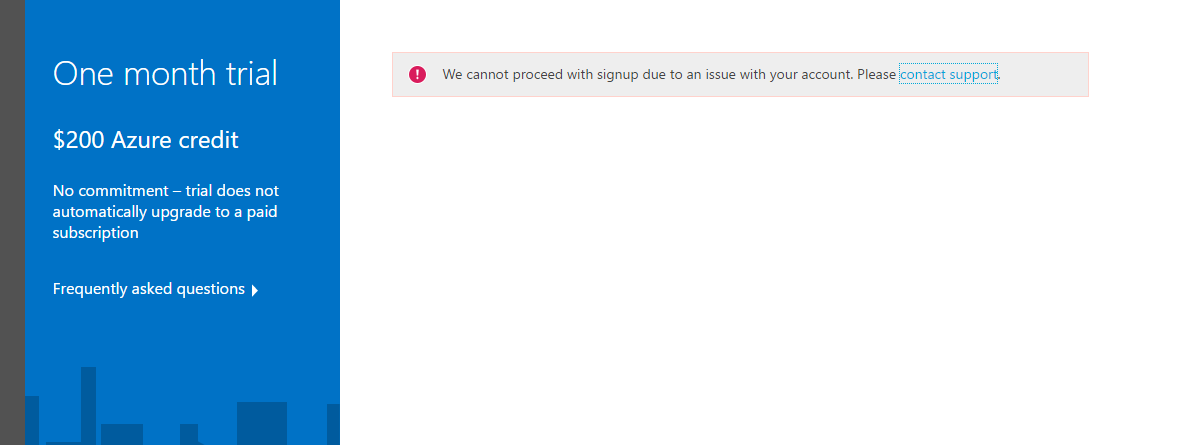 One month trial
$200 Azure credit
No commitment – trial does not
automatically upgrade to a paid
subscription
Frequently asked questions
We cannot proceed with signup due to an issue with your account. Please contact support.